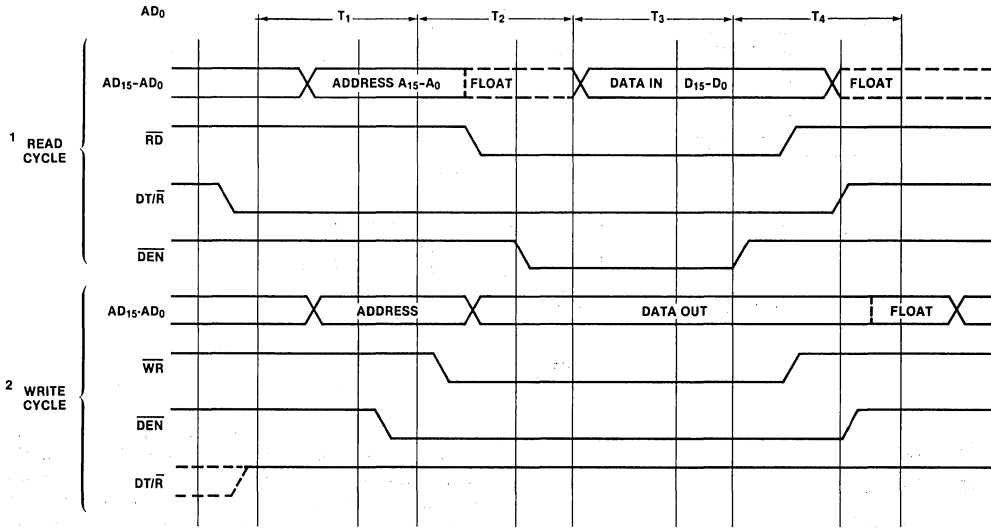 AD0
T1 T2 T3 T4
AD15-AD0 ADDRESS A15-A0 FLOAT DATA IN D15-D0 FLOAT
1 READ CYCLE
RD
DT/R
DEN
AD15-AD0 ADDRESS DATA OUT FLOAT
WR
2 WRITE CYCLE
DEN
DT/R